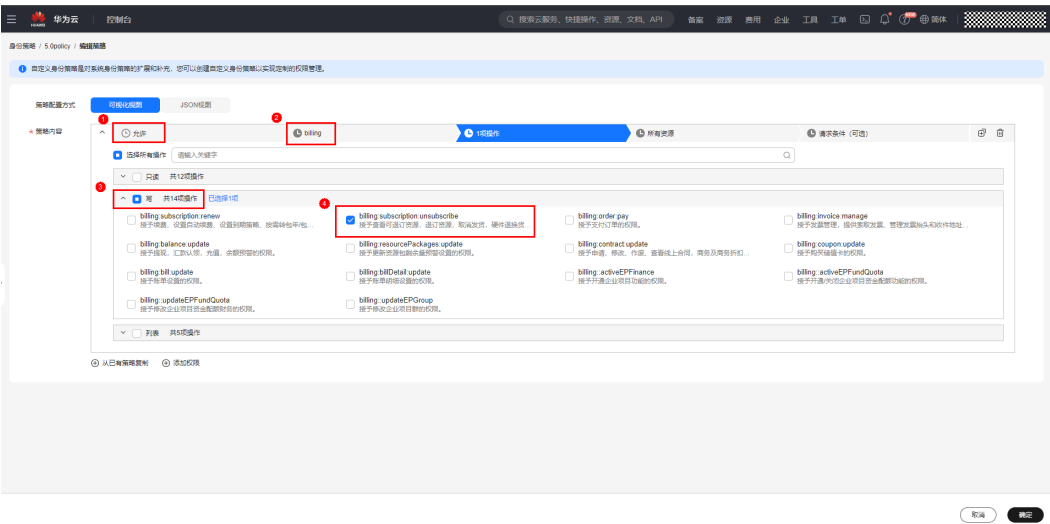 华为云 控制台 搜索云服务、快捷操作、资源、文档、API 备案 资源 费用 企业 工具 工单 简体
HUAWEI
身份策略 / 5.0policy / 编辑策略
自定义身份策略是对系统身份策略的扩展和补充，您可以创建自定义身份策略以实现定制的权限管理。
策略配置方式 可视化视图 JSON视图
1 2
* 策略内容 允许 billing 1项操作 所有资源 请求条件（可选）
选择所有操作 请输入关键字
只读 共12项操作
3
写 共14项操作 已选择1项
4
billing:subscription:renew billing:subscription:unsubscribe billing:order:pay billing:invoice:manage
授予续费、设置自动续费、设置到期策略、按需转包年/包... 授予查看可退订资源、退订资源、取消发货、硬件退换货... 授予支付订单的权限。 授予发票管理，提供索取发票、管理发票抬头和收件地址...
billing:balance:update billing:resourcePackages:update billing:contract:update billing:coupon:update
授予提现、汇款认领、充值、余额预警的权限。 授予更新资源包剩余量预警设置的权限。 授予申请、修改、作废、查看线上合同、商务及商务折扣... 授予购买储值卡的权限。
billing:bill:update billing:billDetail:update billing::activeEPFinance billing::activeEPFundQuota
授予账单设置的权限。 授予账单明细设置的权限。 授予开通企业项目功能的权限。 授予开通/关闭企业项目资金配额功能的权限。
billing::updateEPFundQuota billing::updateEPGroup
授予修改企业项目资金配额财务的权限。 授予修改企业项目群的权限。
列表 共5项操作
从已有策略复制 添加权限
取消 确定